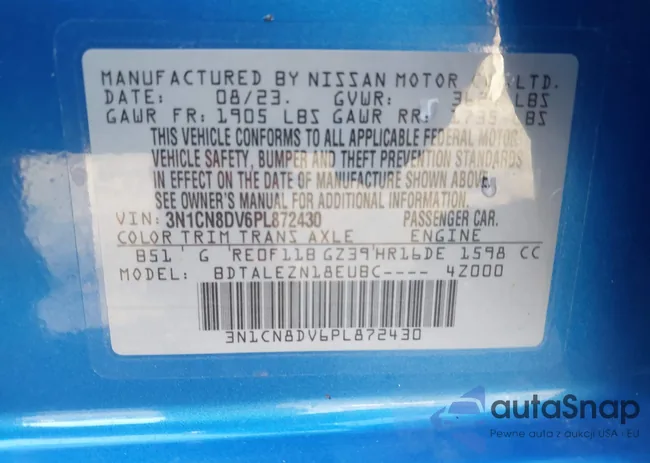 MANUFACTURED BY NISSAN MOTOR LTD.
DATE: 08/23. GVWR: LBS
GAWR FR: 1905 LBS GAWR RR: LBS
THIS VEHICLE CONFORMS TO ALL APPLICABLE FEDERAL MOTOR
VEHICLE SAFETY, BUMPER AND THEFT PREVENTION STANDARDS
IN EFFECT ON THE DATE OF MANUFACTURE SHOWN ABOVE.
SEE OWNER'S MANUAL FOR ADDITIONAL INFORMATION.
VIN: 3N1CN8DV6PL872430 PASSENGER CAR.
COLOR TRIM TRANS AXLE ENGINE
B51 G RE0F11B GZ39 HR16DE 1598 CC
MODEL: BDTALEZN18EUBC---- 4Z000
3N1CN8DV6PL872430
autaSnap
Pewne auta z aukcji USA - EU